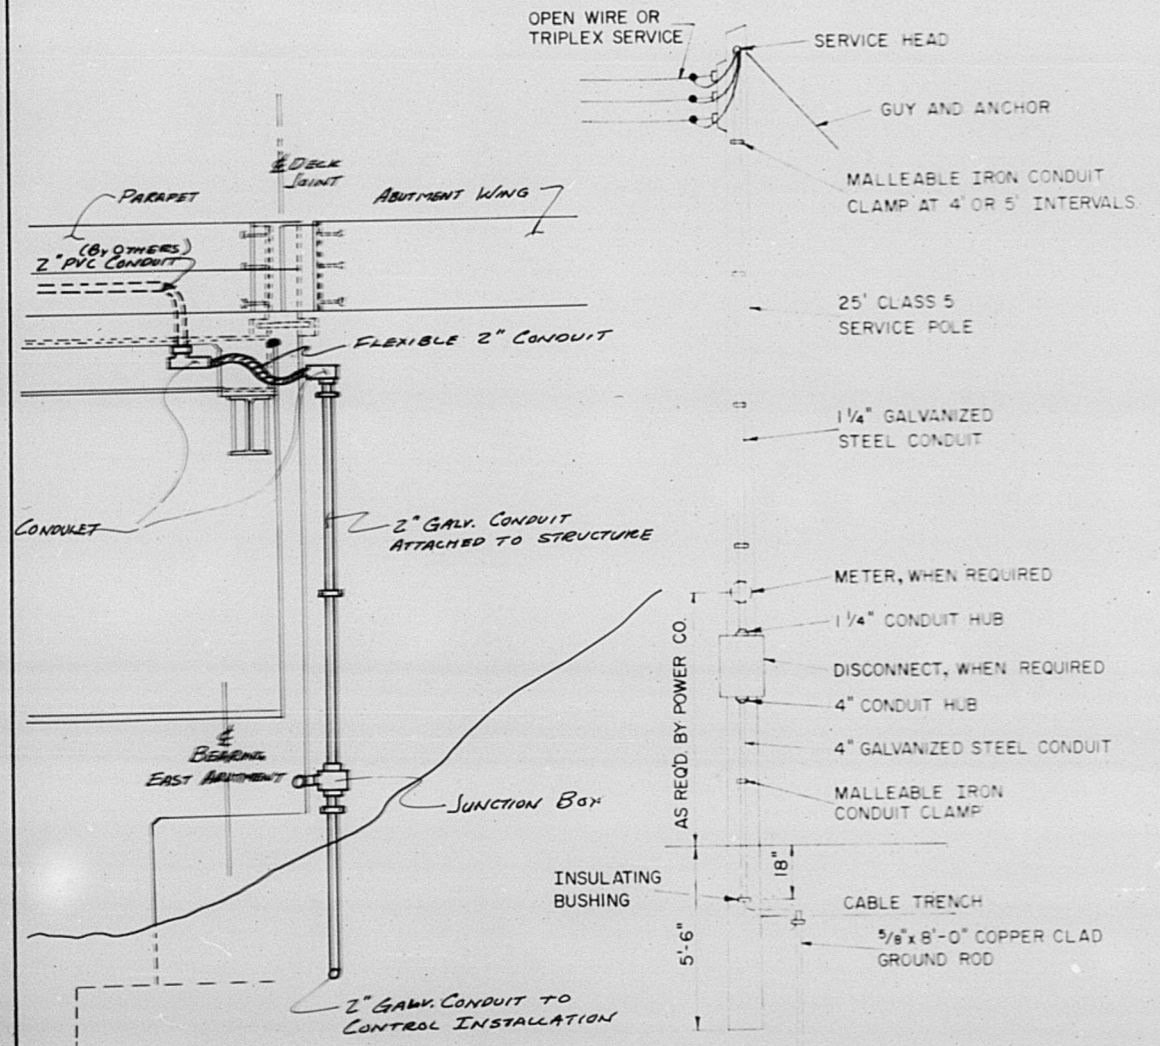 OPEN WIRE OR
TRIPLEX SERVICE
SERVICE HEAD
GUY AND ANCHOR
MALLEABLE IRON CONDUIT
CLAMP AT 4' OR 5' INTERVALS
25' CLASS 5
SERVICE POLE
1 1/4" GALVANIZED
STEEL CONDUIT
METER, WHEN REQUIRED
1 1/4" CONDUIT HUB
DISCONNECT, WHEN REQUIRED
4" CONDUIT HUB
4" GALVANIZED STEEL CONDUIT
MALLEABLE IRON
CONDUIT CLAMP
AS REQ'D. BY POWER CO.
18"
INSULATING
BUSHING
CABLE TRENCH
5/8" x 8'-0" COPPER CLAD
GROUND ROD
5'-6"
℄ DECK
JOINT
PARAPET
ABUTMENT WING
(BY OTHERS)
2" PVC CONDUIT
FLEXIBLE 2" CONDUIT
CONDULET
2" GALV. CONDUIT
ATTACHED TO STRUCTURE
℄
BEARING
EAST ABUTMENT
JUNCTION BOX
2" GALV. CONDUIT TO
CONTROL INSTALLATION